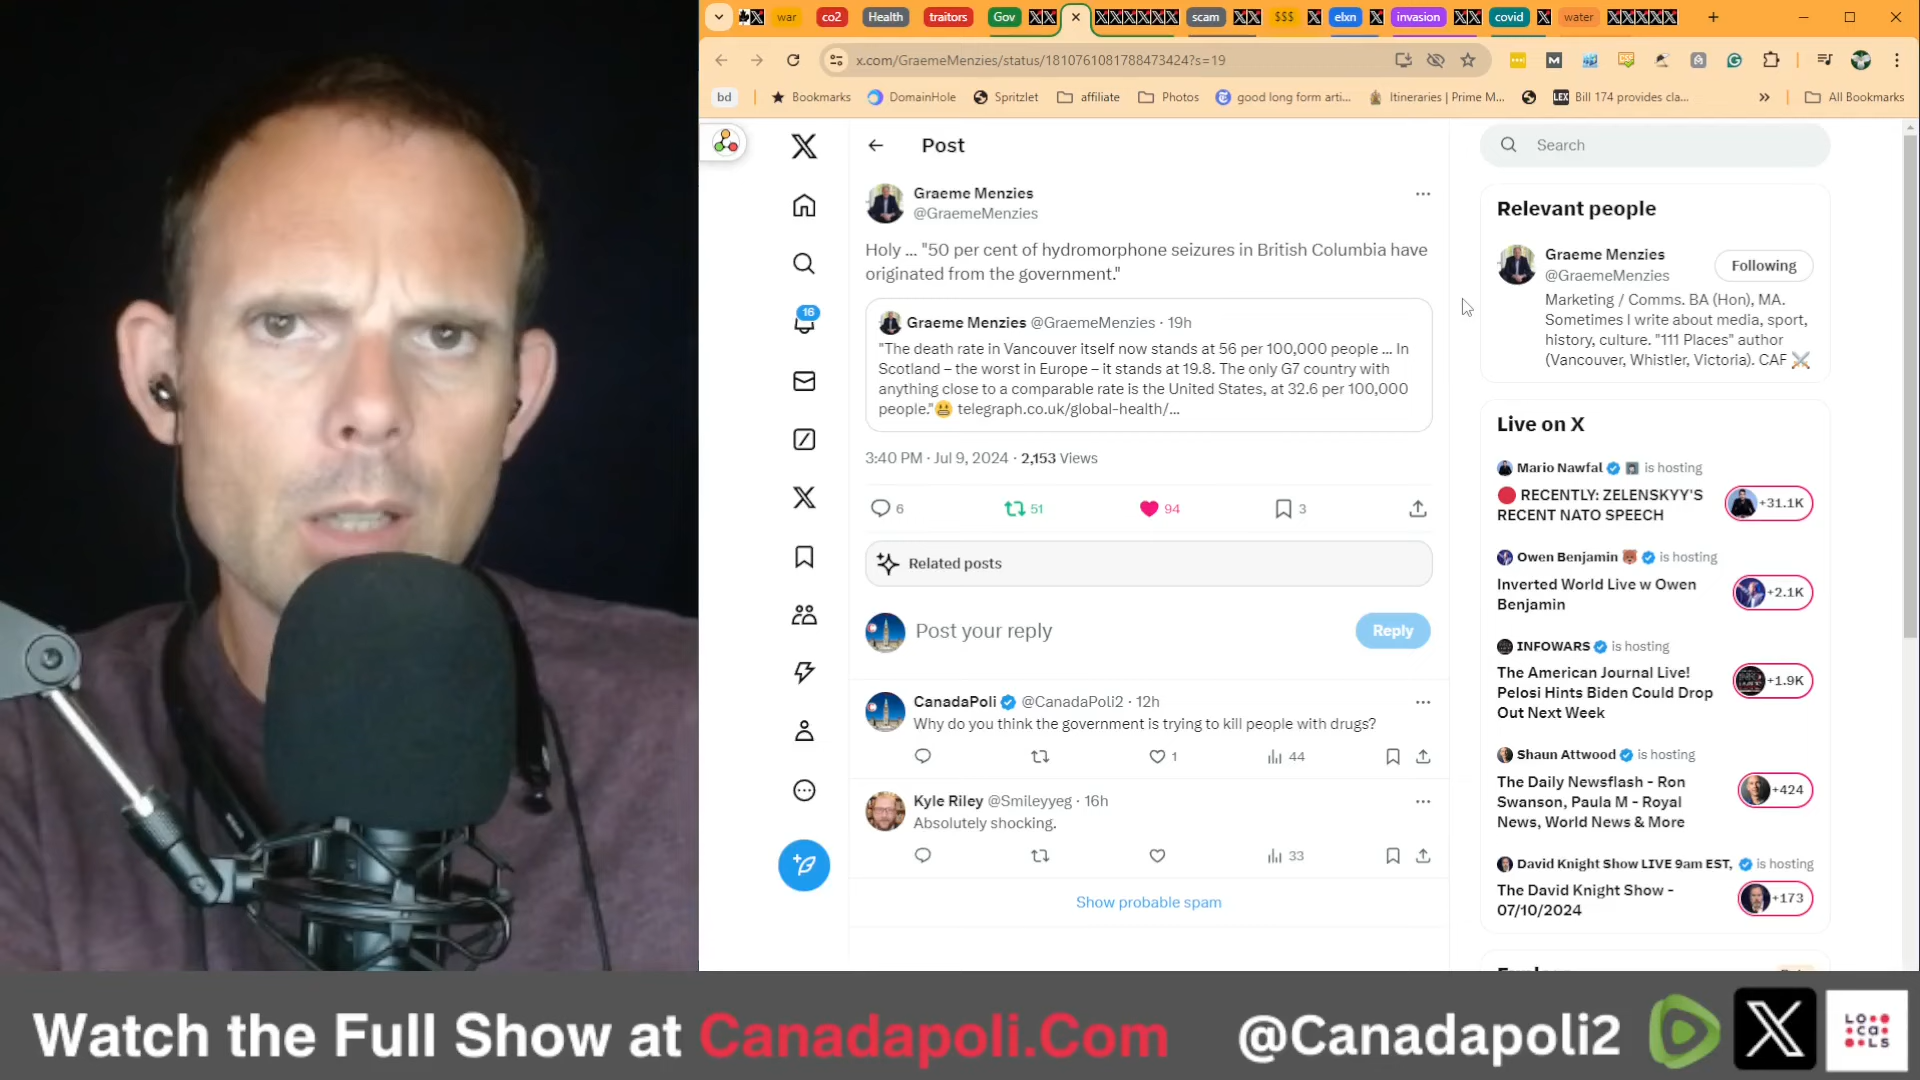 war
co2
Health
traitors
Gov
scam
$$$
elxn
invasion
covid
water
x.com/GraemeMenzies/status/1810761081788473424?s=19
bd
Bookmarks
DomainHole
Spritzlet
affiliate
Photos
good long form arti...
Itineraries | Prime M...
LEX Bill 174 provides cla...
All Bookmarks
Post
Graeme Menzies
@GraemeMenzies
Holy ... "50 per cent of hydromorphone seizures in British Columbia have
originated from the government."
Graeme Menzies @GraemeMenzies · 19h
"The death rate in Vancouver itself now stands at 56 per 100,000 people ... In
Scotland – the worst in Europe – it stands at 19.8. The only G7 country with
anything close to a comparable rate is the United States, at 32.6 per 100,000
people."😬 telegraph.co.uk/global-health/...
3:40 PM · Jul 9, 2024 · 2,153 Views
6
51
94
3
Related posts
Post your reply
Reply
CanadaPoli @CanadaPoli2 · 12h
Why do you think the government is trying to kill people with drugs?
1
44
Kyle Riley @Smileyyeg · 16h
Absolutely shocking.
33
Show probable spam
16
Search
Relevant people
Graeme Menzies
@GraemeMenzies
Following
Marketing / Comms. BA (Hon), MA.
Sometimes I write about media, sport,
history, culture. "111 Places" author
(Vancouver, Whistler, Victoria). CAF ⚔️
Live on X
Mario Nawfal is hosting
RECENTLY: ZELENSKYY'S
RECENT NATO SPEECH
+31.1K
Owen Benjamin 🐻 is hosting
Inverted World Live w Owen
Benjamin
+2.1K
INFOWARS is hosting
The American Journal Live!
Pelosi Hints Biden Could Drop
Out Next Week
+1.9K
Shaun Attwood is hosting
The Daily Newsflash - Ron
Swanson, Paula M - Royal
News, World News & More
+424
David Knight Show LIVE 9am EST, is hosting
The David Knight Show -
07/10/2024
+173
Watch the Full Show at Canadapoli.Com
@Canadapoli2
X
LO
CA
LS